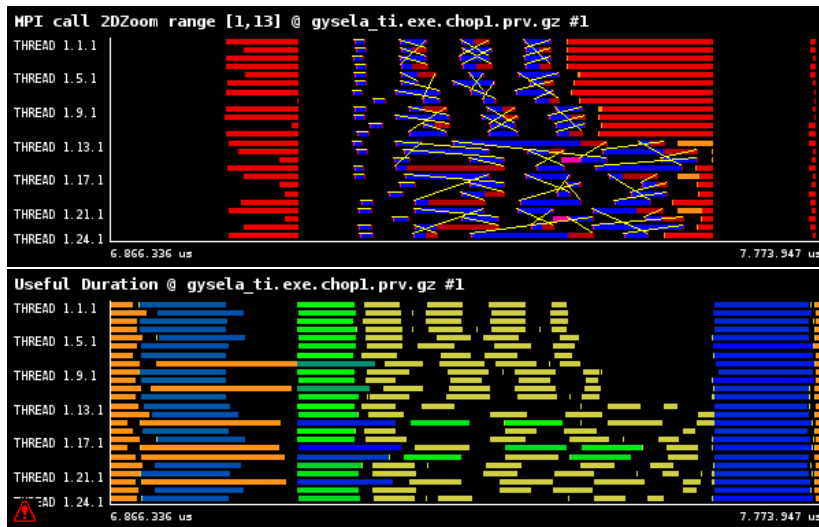 MPI call 2DZoom range [1,13] @ gysela_ti.exe.chop1.prv.gz #1
THREAD 1.1.1
THREAD 1.5.1
THREAD 1.9.1
THREAD 1.13.1
THREAD 1.17.1
THREAD 1.21.1
THREAD 1.24.1
6.866.336 us
7.773.947 us
Useful Duration @ gysela_ti.exe.chop1.prv.gz #1
THREAD 1.1.1
THREAD 1.5.1
THREAD 1.9.1
THREAD 1.13.1
THREAD 1.17.1
THREAD 1.21.1
1.24.1
6.866.336 us
7.773.947 us